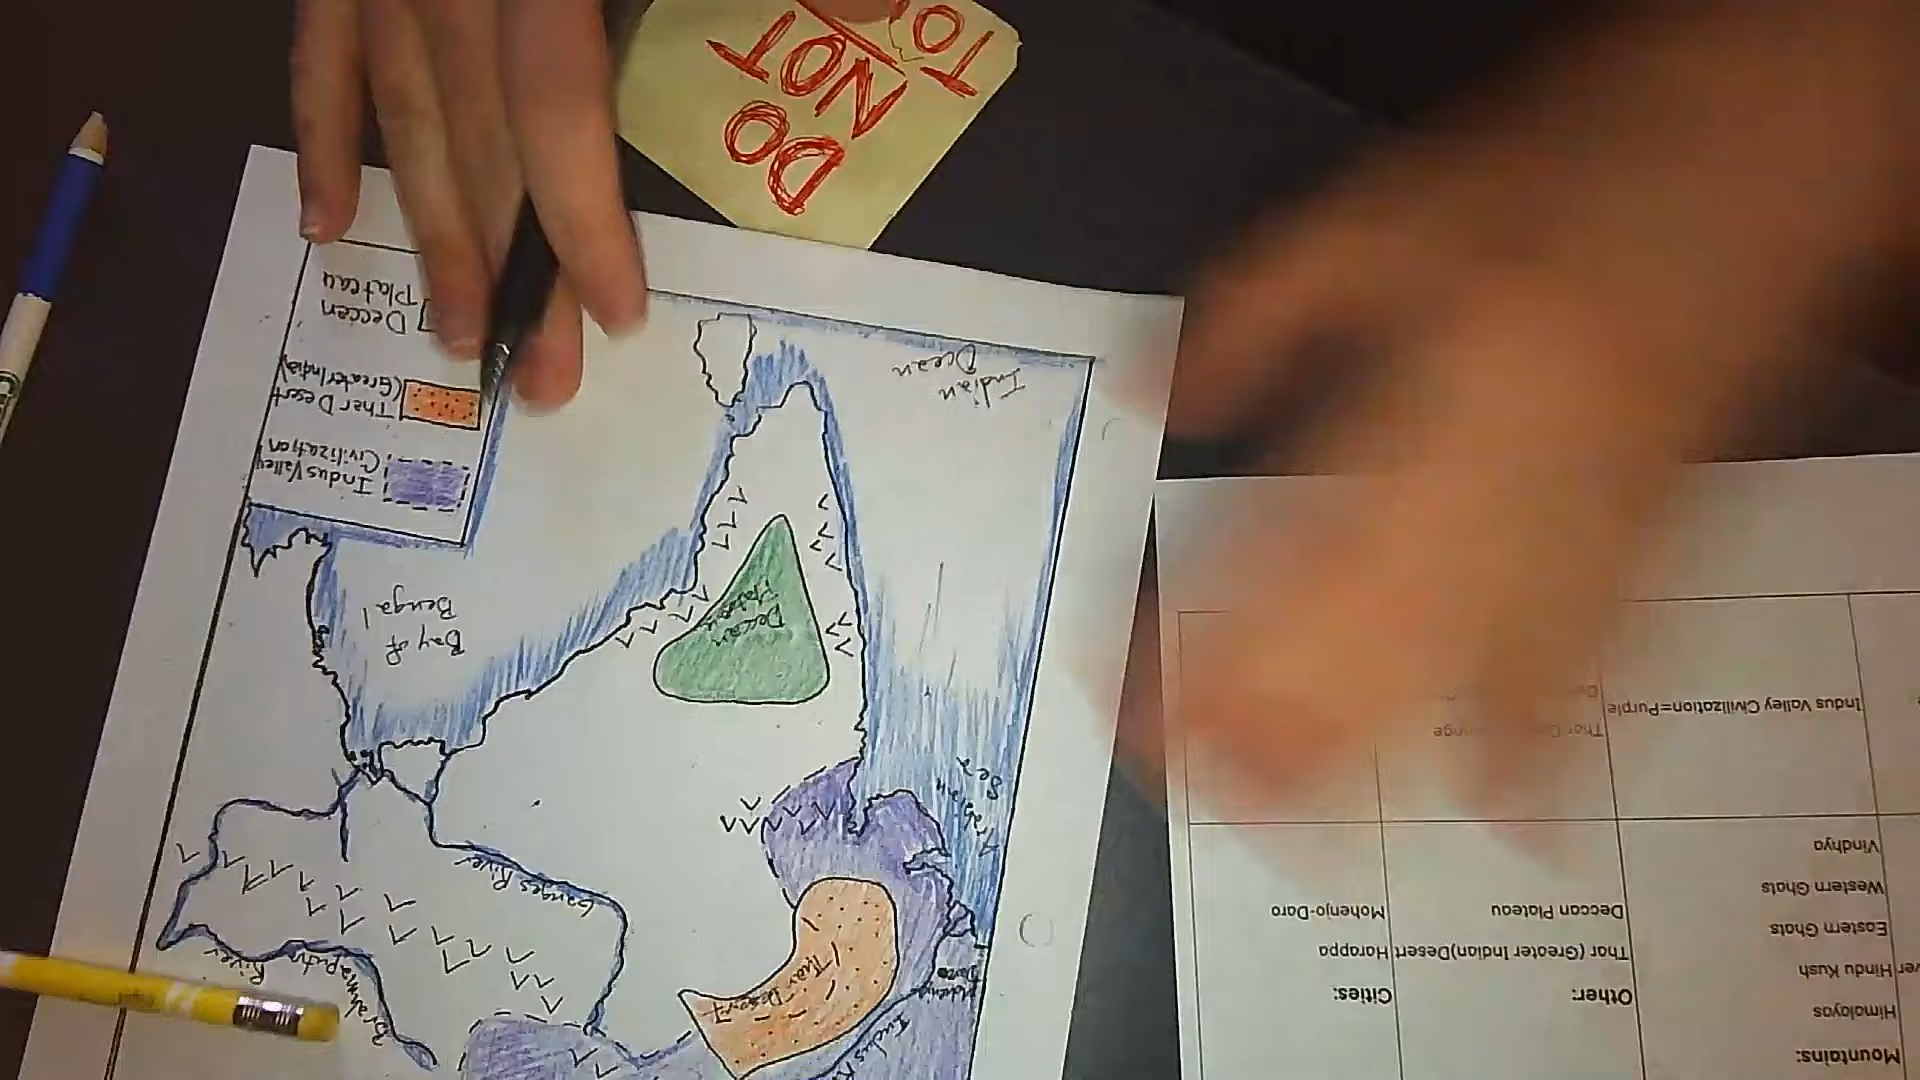 DO
NOT
TO
Mountains:
Himalayas
Hindu Kush
Eastern Ghats
Western Ghats
Vindhya
Other:
Thar (Greater Indian)Desert
Deccan Plateau
Cities:
Harappa
Mohenjo-Daro
Indus Valley Civilization=Purple
Brahmaputra
River
Thar Desert
Ganges River
Arabian
Sea
Bay of
Bengal
Deccan
Plateau
Indus Valley
Civilization
Thar Desert
(Greater India)
Deccan
Plateau
Indian
Ocean